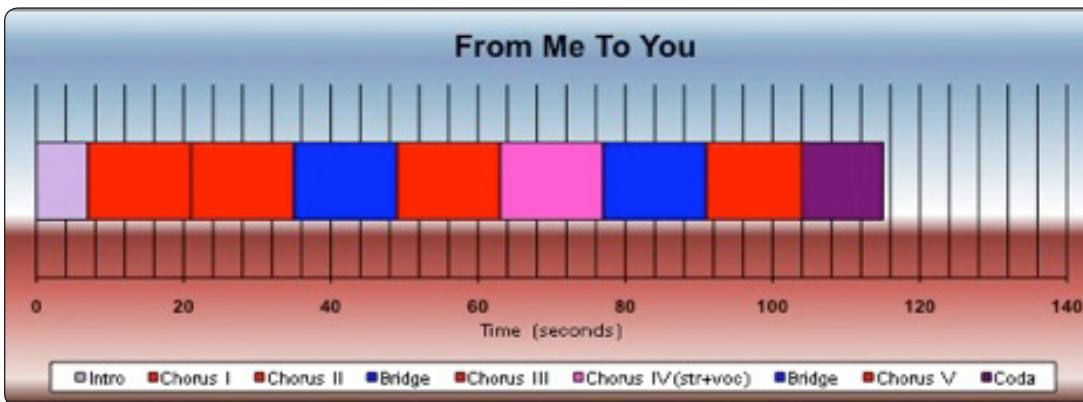 From Me To You
0 20 40 60 80 100 120 140
Time (seconds)
Intro Chorus I Chorus II Bridge Chorus III Chorus IV(str+voc) Bridge Chorus V Coda